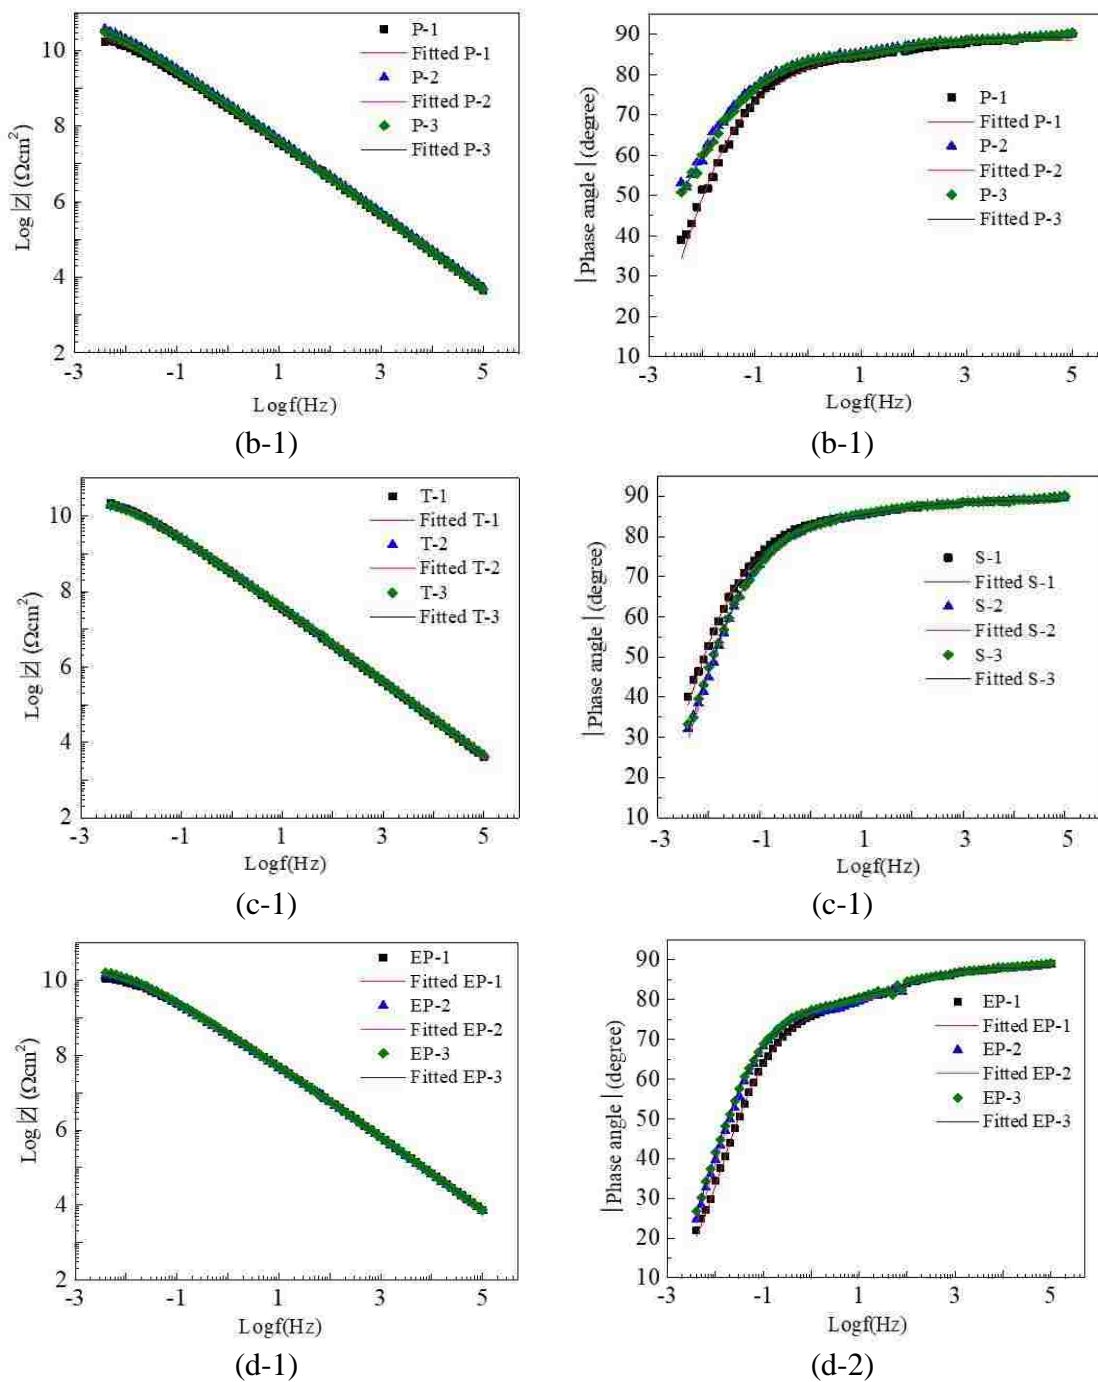 Log |Z| (Ωcm²)
10
8
6
4
2
-3
-1
1
3
5
Logf(Hz)
P-1
Fitted P-1
P-2
Fitted P-2
P-3
Fitted P-3
(b-1)
|Phase angle| (degree)
90
80
70
60
50
40
30
20
10
-3
-1
1
3
5
Logf(Hz)
P-1
Fitted P-1
P-2
Fitted P-2
P-3
Fitted P-3
(b-1)
Log |Z| (Ωcm²)
10
8
6
4
2
-3
-1
1
3
5
Logf(Hz)
T-1
Fitted T-1
T-2
Fitted T-2
T-3
Fitted T-3
(c-1)
|Phase angle| (degree)
90
80
70
60
50
40
30
20
10
-3
-1
1
3
5
Logf(Hz)
S-1
Fitted S-1
S-2
Fitted S-2
S-3
Fitted S-3
(c-1)
Log |Z| (Ωcm²)
10
8
6
4
2
-3
-1
1
3
5
Logf(Hz)
EP-1
Fitted EP-1
EP-2
Fitted EP-2
EP-3
Fitted EP-3
(d-1)
|Phase angle| (degree)
90
80
70
60
50
40
30
20
10
-3
-1
1
3
5
Logf(Hz)
EP-1
Fitted EP-1
EP-2
Fitted EP-2
EP-3
Fitted EP-3
(d-2)